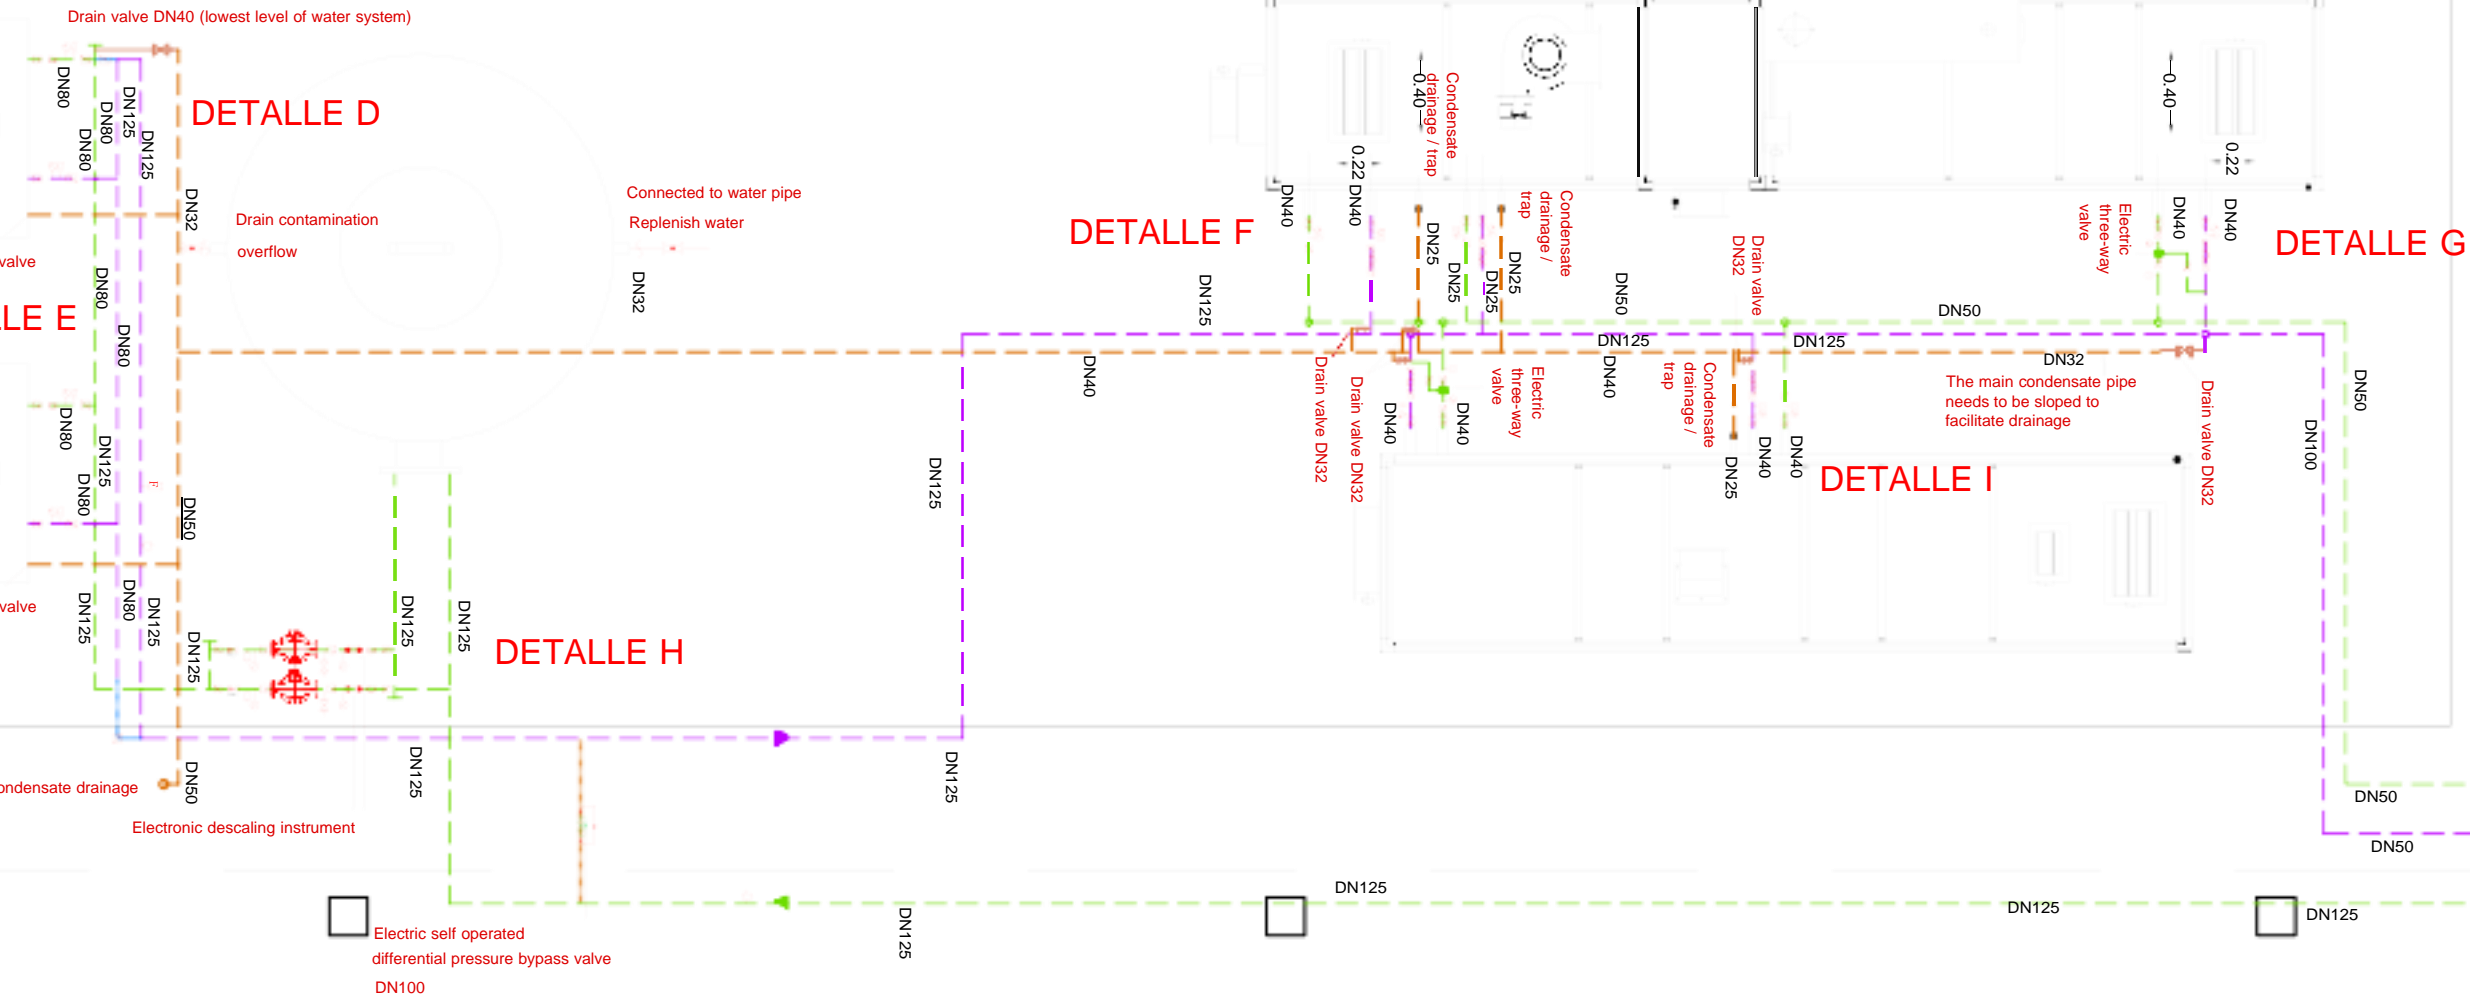 Drain valve DN40 (lowest level of water system)
DN80
DN80
DN80
DN125
DN125
DETALLE D
DN32
Drain contamination
overflow
Connected to water pipe
Replenish water
DN32
valve
LLE E
DN80
DN80
DN80
DN125
DN80
F
DN50
DN125
DN80
DN125
DN125
DN125
DN125
DETALLE H
valve
ondensate drainage
DN50
Electronic descaling instrument
DN125
Electric self operated
differential pressure bypass valve
DN100
DN125
DN125
DN125
DN125
DN40
DETALLE F
DN40
DN40
0.22
0.40
Condensate
drainage / trap
DN25
DN25
DN25
DN25
Condensate
drainage /
trap
DN50
Drain valve
DN32
DN125
DN40
DN125
DN50
DN32
Drain valve DN32
Drain valve DN32
DN40
DN40
Electric
three-way
valve
Condensate
drainage /
trap
DN25
DN40
DN40
DETALLE I
The main condensate pipe
needs to be sloped to
facilitate drainage
Drain valve DN32
0.40
0.22
Electric
three-way
valve
DN40
DN40
DETALLE G
DN50
DN100
DN50
DN50
DN125
DN125
DN125